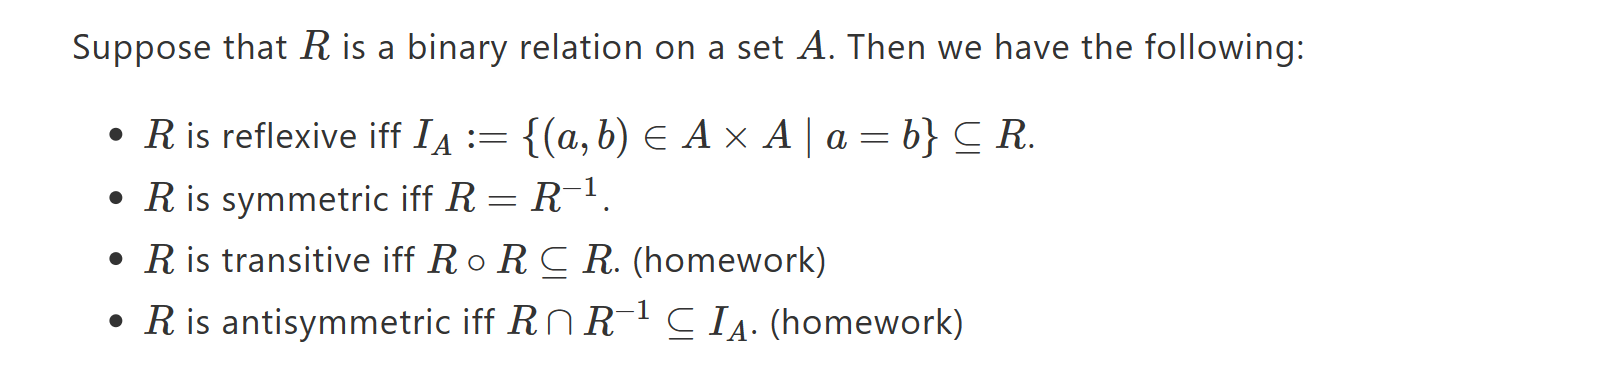 Suppose that R is a binary relation on a set A. Then we have the following:
• R is reflexive iff I_A := {(a, b) ∈ A × A | a = b} ⊆ R.
• R is symmetric iff R = R⁻¹.
• R is transitive iff R ∘ R ⊆ R. (homework)
• R is antisymmetric iff R ∩ R⁻¹ ⊆ I_A. (homework)